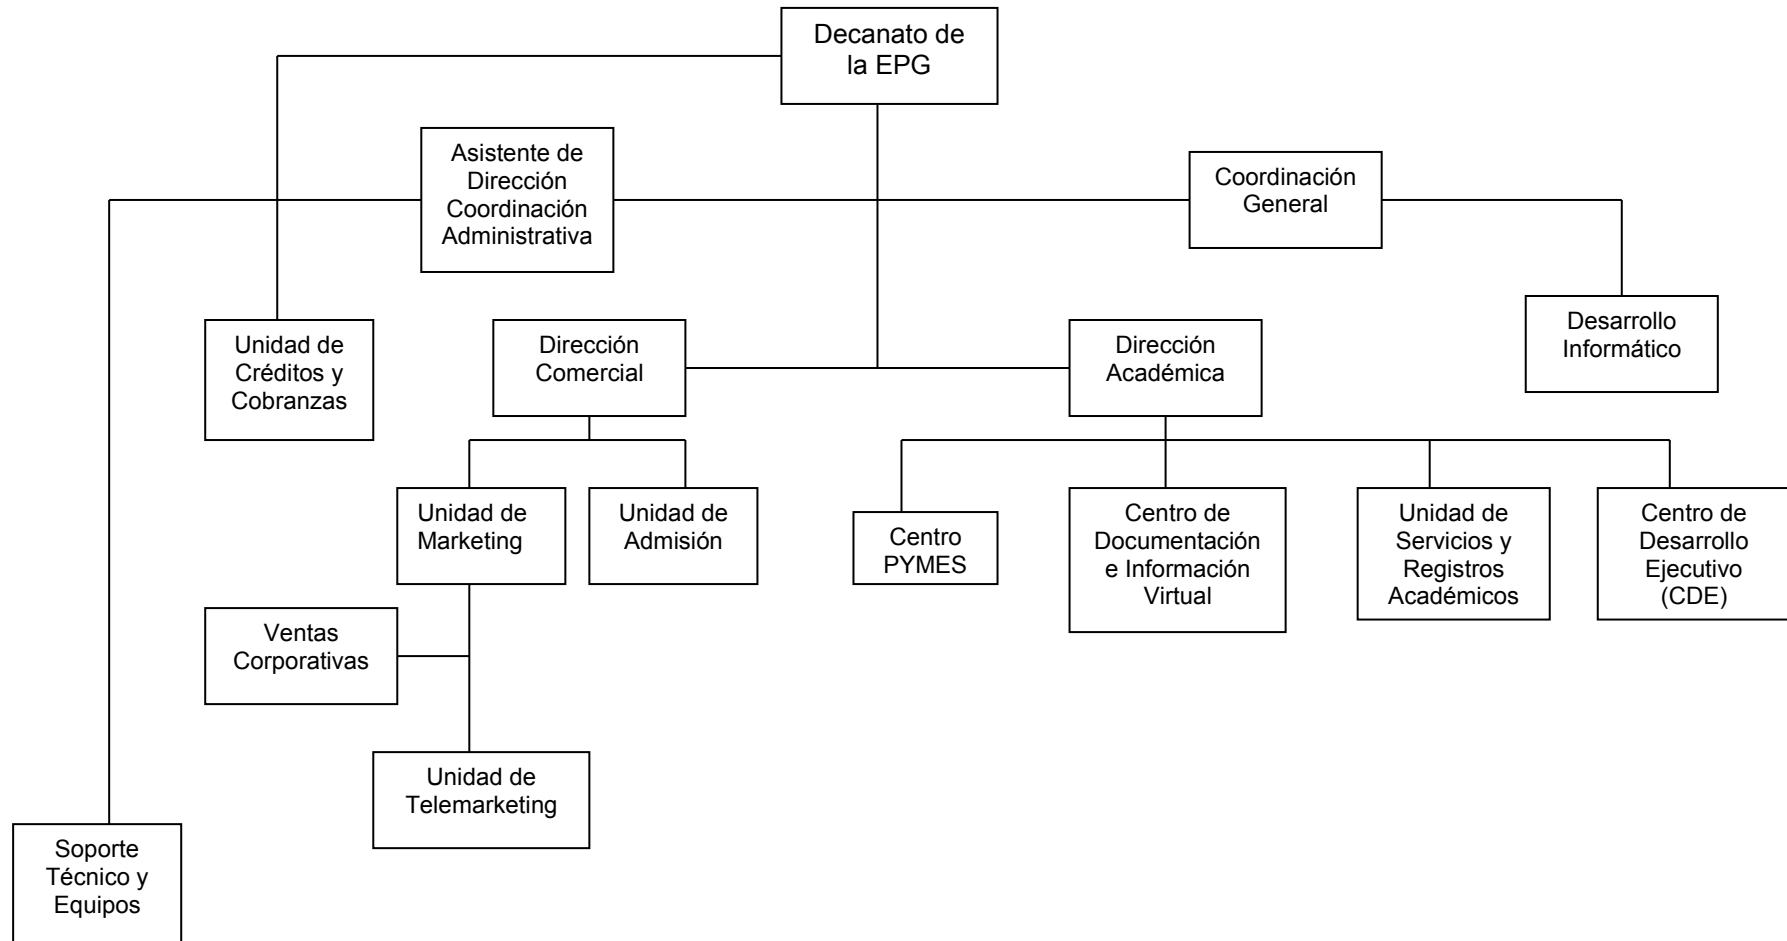 Decanato de
la EPG
Asistente de
Dirección
Coordinación
Administrativa
Coordinación
General
Desarrollo
Informático
Unidad de
Créditos y
Cobranzas
Dirección
Comercial
Dirección
Académica
Unidad de
Marketing
Unidad de
Admisión
Centro
PYMES
Centro de
Documentación
e Información
Virtual
Unidad de
Servicios y
Registros
Académicos
Centro de
Desarrollo
Ejecutivo
(CDE)
Ventas
Corporativas
Unidad de
Telemarketing
Soporte
Técnico y
Equipos